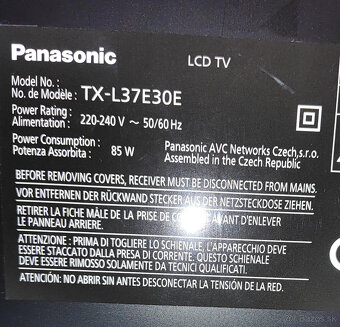 Panasonic LCD TV
Model No. :
No. de Modèle : TX-L37E30E
Power Rating :
Alimentation : 220-240 V ~ 50/60 Hz
Power Consumption :
Potenza Assorbita : 85 W
Panasonic AVC Networks Czech,s.r.o.
Assembled in the Czech Republic
BEFORE REMOVING COVERS, RECEIVER MUST BE DISCONNECTED FROM MAINS.
VOR ENTFERNEN DER RÜCKWAND STECKER AUS DER NETZSTECKDOSE ZIEHEN.
RETIRER LA FICHE MÂLE DE LA PRISE DE AVANT D'ENLEVER
LE PANNEAU ARRIERE.
ATTENZIONE : PRIMA DI TOGLIERE LO SCHIENALE, L'APPARECCHIO DEVE
ESSERE STACCATO DALLA PRESA DI CORRENTE. QUESTO SCHIENALE
DEVE ESSERE RIMOSSO SOLAMENTE DA TECNICI QUALIFICATI.
ATENCIÓN : NO ABRIR SIN ANTES DESCONECTAR LA TENSIÓN DE LA RED.